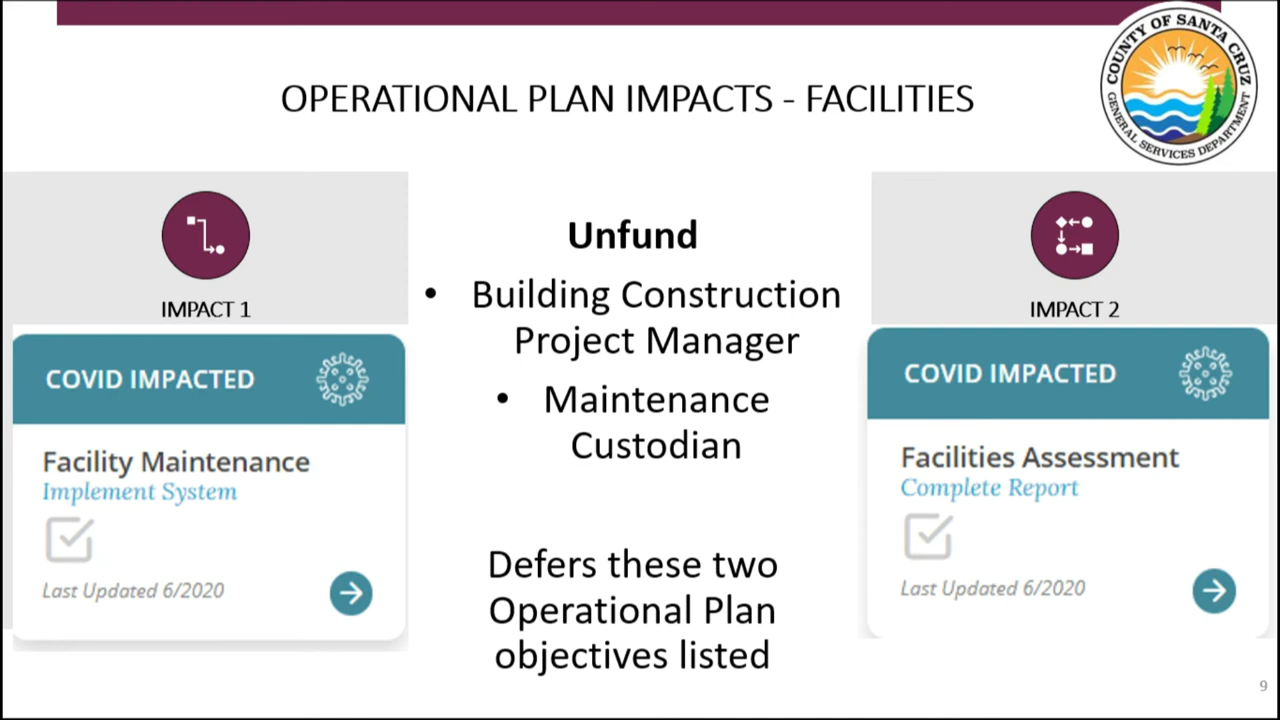 COUNTY OF SANTA CRUZ
GENERAL SERVICES DEPARTMENT
OPERATIONAL PLAN IMPACTS - FACILITIES
IMPACT 1
COVID IMPACTED
Facility Maintenance
Implement System
Last Updated 6/2020
Unfund
• Building Construction
Project Manager
• Maintenance
Custodian
Defers these two
Operational Plan
objectives listed
IMPACT 2
COVID IMPACTED
Facilities Assessment
Complete Report
Last Updated 6/2020
9